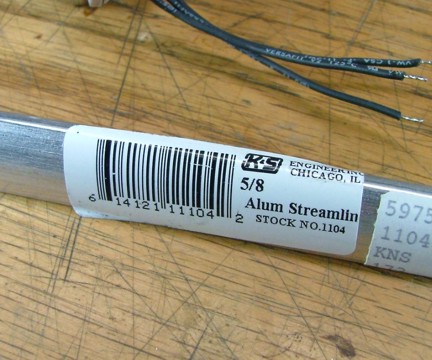 K&S
ENGINEERING
CHICAGO, IL
5/8
Alum Streamlin
STOCK NO.1104
6 14121 11104 2
5975
1104
KNS